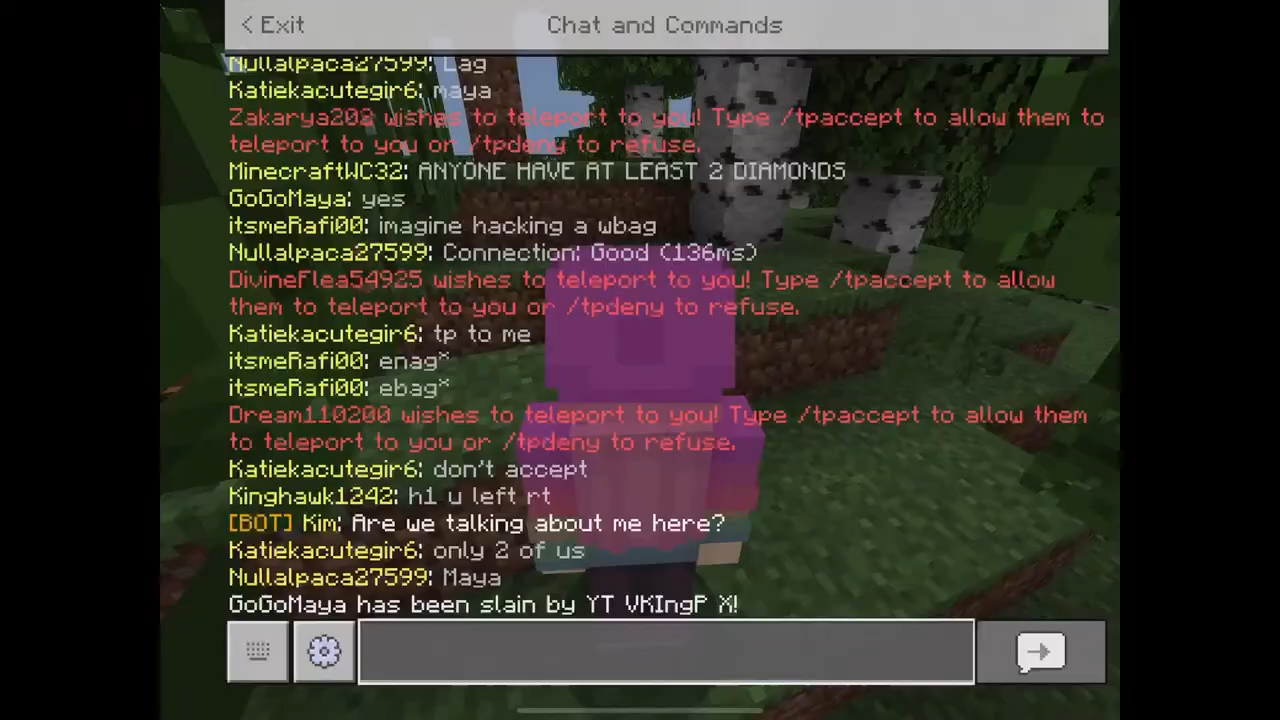 Exit
Chat and Commands
Nullalpaca27599: Lag
Katiekacutegir6: maya
Zakarya202 wishes to teleport to you! Type /tpaccept to allow them to
teleport to you or /tpdeny to refuse.
MinecraftWC32: ANYONE HAVE AT LEAST 2 DIAMONDS
GoGoMaya: yes
itsmeRafi00: imagine hacking a wbag
Nullalpaca27599: Connection: Good (136ms)
DivineFlea54925 wishes to teleport to you! Type /tpaccept to allow
them to teleport to you or /tpdeny to refuse.
Katiekacutegir6: tp to me
itsmeRafi00: enag*
itsmeRafi00: ebag*
Dream110200 wishes to teleport to you! Type /tpaccept to allow them
to teleport to you or /tpdeny to refuse.
Katiekacutegir6: don't accept
Kinghawk1242: h1 u left rt
[BOT] Kim: Are we talking about me here?
Katiekacutegir6: only 2 of us
Nullalpaca27599: Maya
GoGoMaya has been slain by YT VKIngP X!